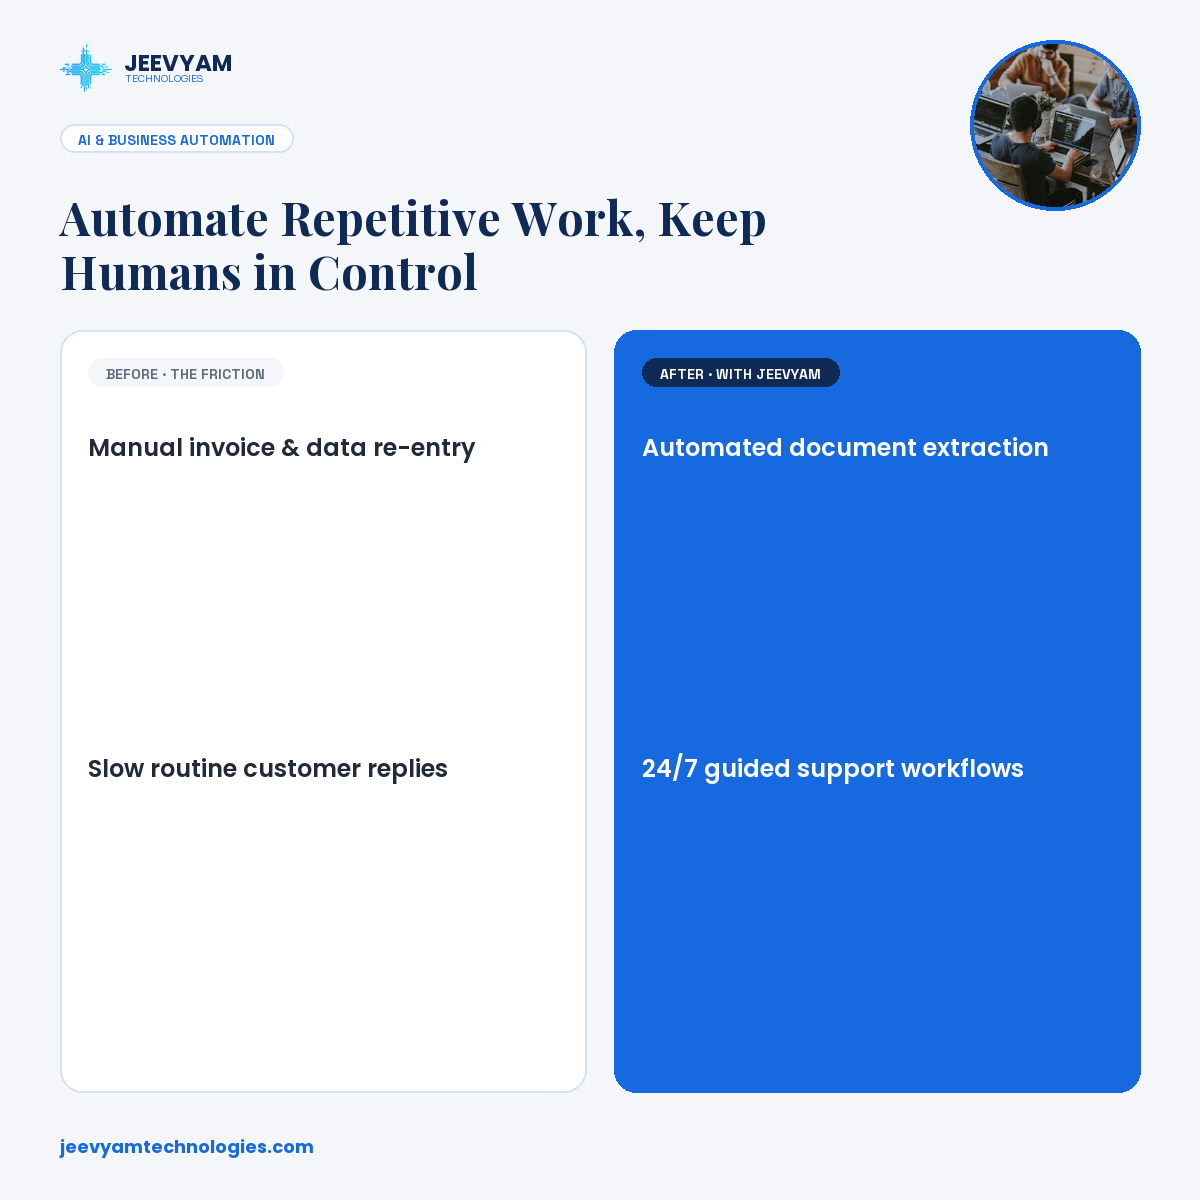 JEEVYAM
TECHNOLOGIES
AI & BUSINESS AUTOMATION
Automate Repetitive Work, Keep
Humans in Control
BEFORE · THE FRICTION
Manual invoice & data re-entry
Slow routine customer replies
AFTER · WITH JEEVYAM
Automated document extraction
24/7 guided support workflows
jeevyamtechnologies.com